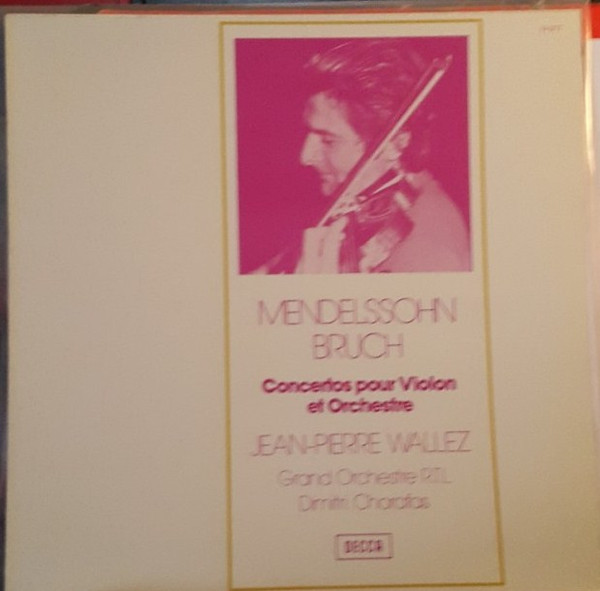 MENDELSSOHN
BRUCH
Concertos pour Violon
et Orchestre
JEAN-PIERRE WALLEZ
Grand Orchestre RTL
Dimitri Chorafas
DECCA